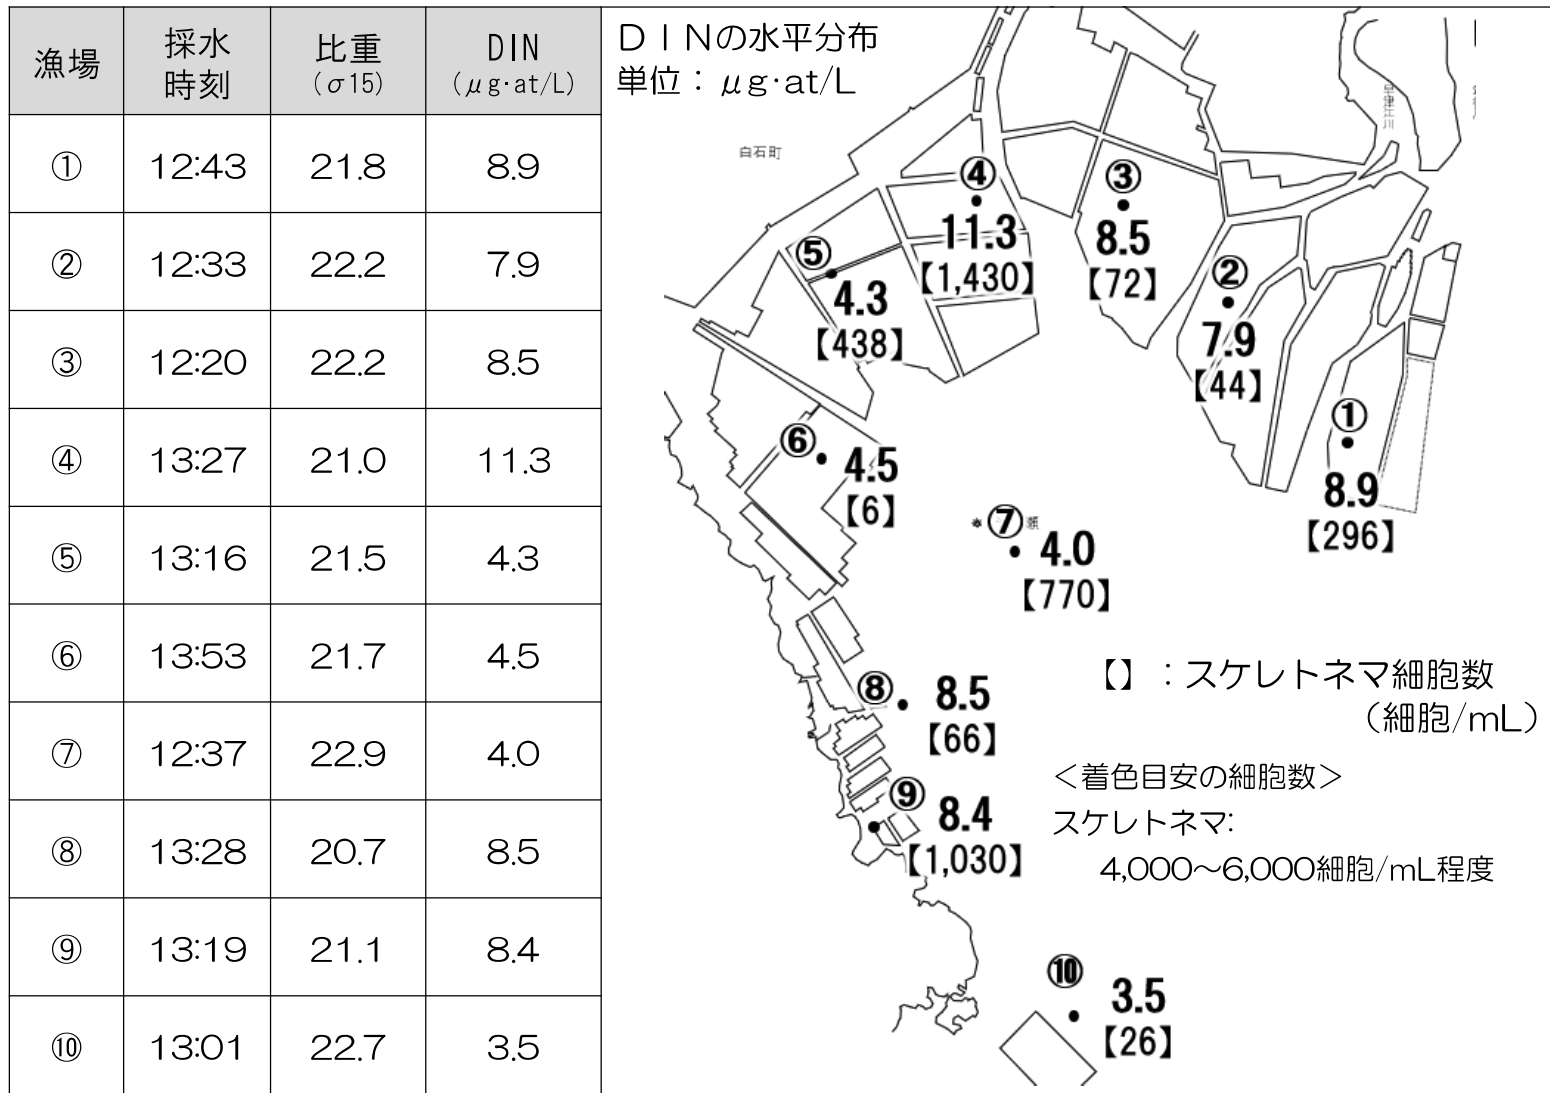 漁場 採水時刻 比重(σ15) DIN(μg·at/L)
① 12:43 21.8 8.9
② 12:33 22.2 7.9
③ 12:20 22.2 8.5
④ 13:27 21.0 11.3
⑤ 13:16 21.5 4.3
⑥ 13:53 21.7 4.5
⑦ 12:37 22.9 4.0
⑧ 13:28 20.7 8.5
⑨ 13:19 21.1 8.4
⑩ 13:01 22.7 3.5
DINの水平分布
単位:μg·at/L
早津江川
白石町
④
11.3
【1,430】
③
8.5
【72】
⑤
4.3
【438】
②
7.9
【44】
①
8.9
【296】
⑥
4.5
【6】
⑦ 瀬
4.0
【770】
⑧
8.5
【66】
⑨
8.4
【1,030】
⑩
3.5
【26】
【】:スケレトネマ細胞数
(細胞/mL)
<着色目安の細胞数>
スケレトネマ:
4,000~6,000細胞/mL程度